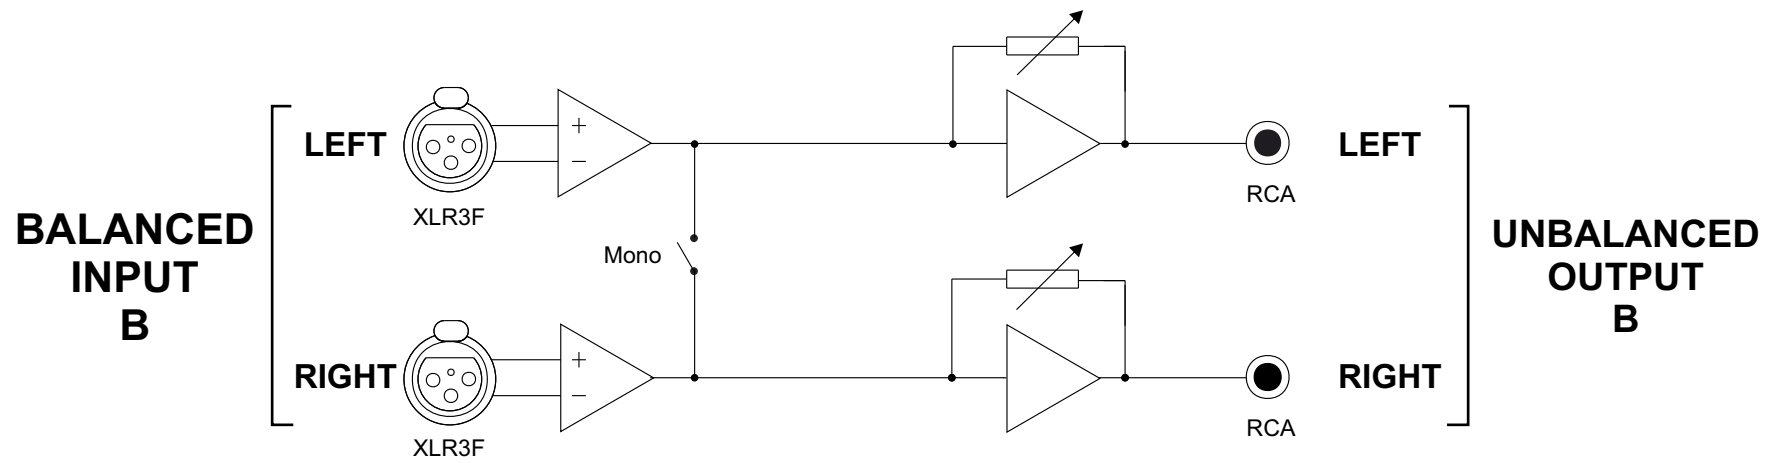 BALANCED
INPUT
B
LEFT
XLR3F
+
−
Mono
RIGHT
XLR3F
+
−
RCA
LEFT
RCA
RIGHT
UNBALANCED
OUTPUT
B